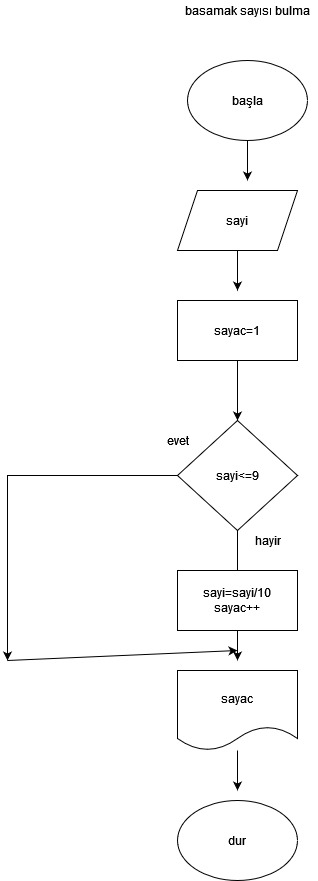 basamak sayısı bulma
başla
sayi
sayac=1
evet
sayi<=9
hayir
sayi=sayi/10
sayac++
sayac
dur